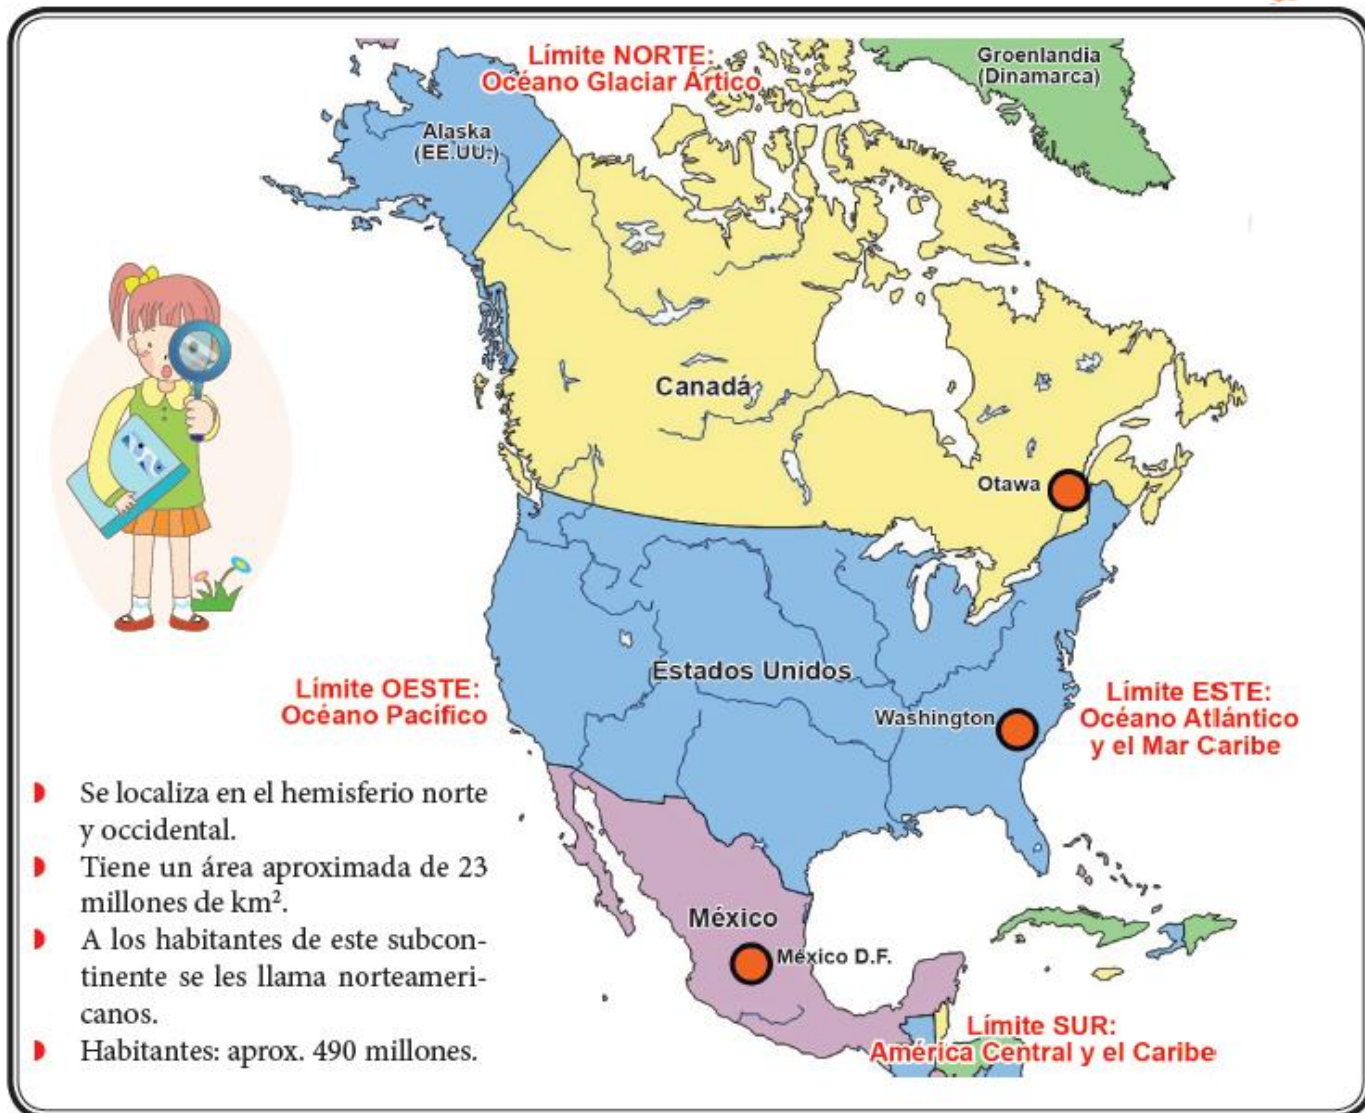 Límite NORTE:
Océano Glaciar Ártico
Groenlandia
(Dinamarca)
Alaska
(EE.UU.)
Canadá
Otawa
Estados Unidos
Límite OESTE:
Océano Pacífico
Washington
Límite ESTE:
Océano Atlántico
y el Mar Caribe
Se localiza en el hemisferio norte
y occidental.
Tiene un área aproximada de 23
millones de km².
A los habitantes de este subcon-
tinente se les llama norteameri-
canos.
Habitantes: aprox. 490 millones.
México
México D.F.
Límite SUR:
América Central y el Caribe